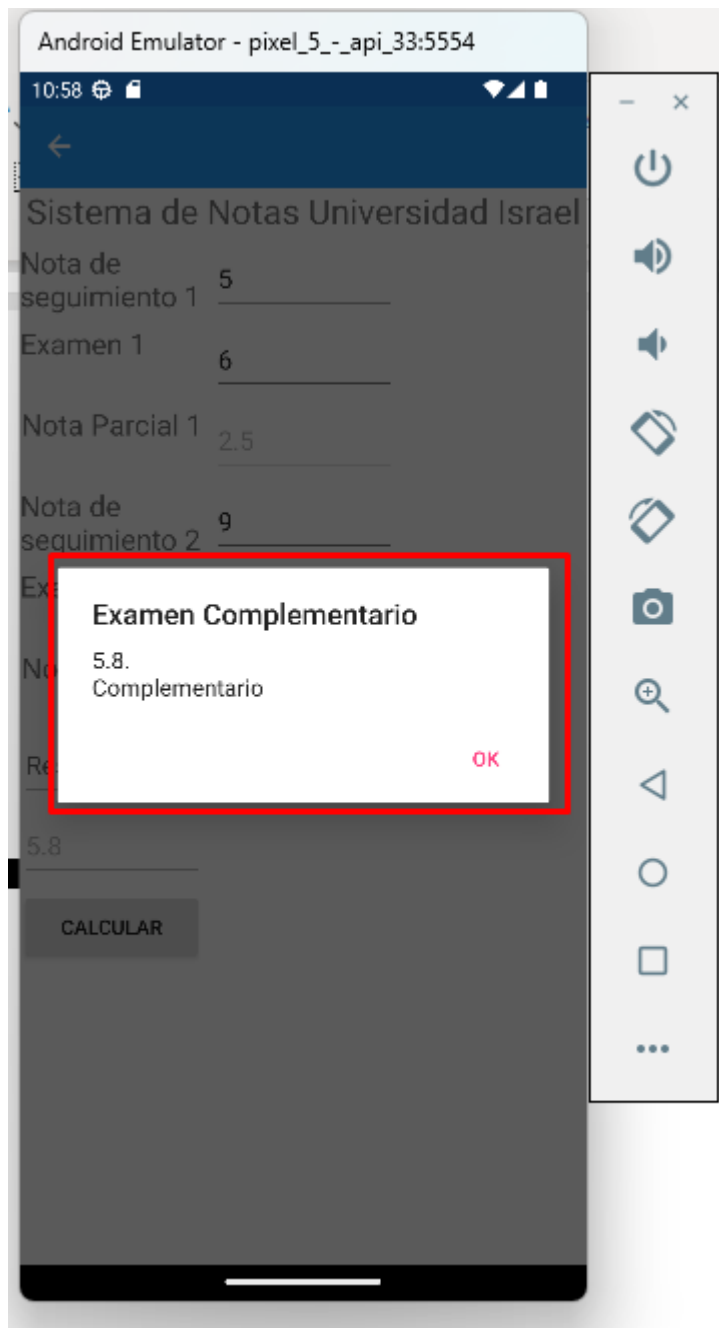 Android Emulator - pixel_5_-_api_33:5554
10:58
Sistema de Notas Universidad Israel
Nota de
seguimiento 1
5
Examen 1
6
Nota Parcial 1
2.5
Nota de
seguimiento 2
9
Examen Complementario
5.8.
Complementario
OK
5.8
CALCULAR